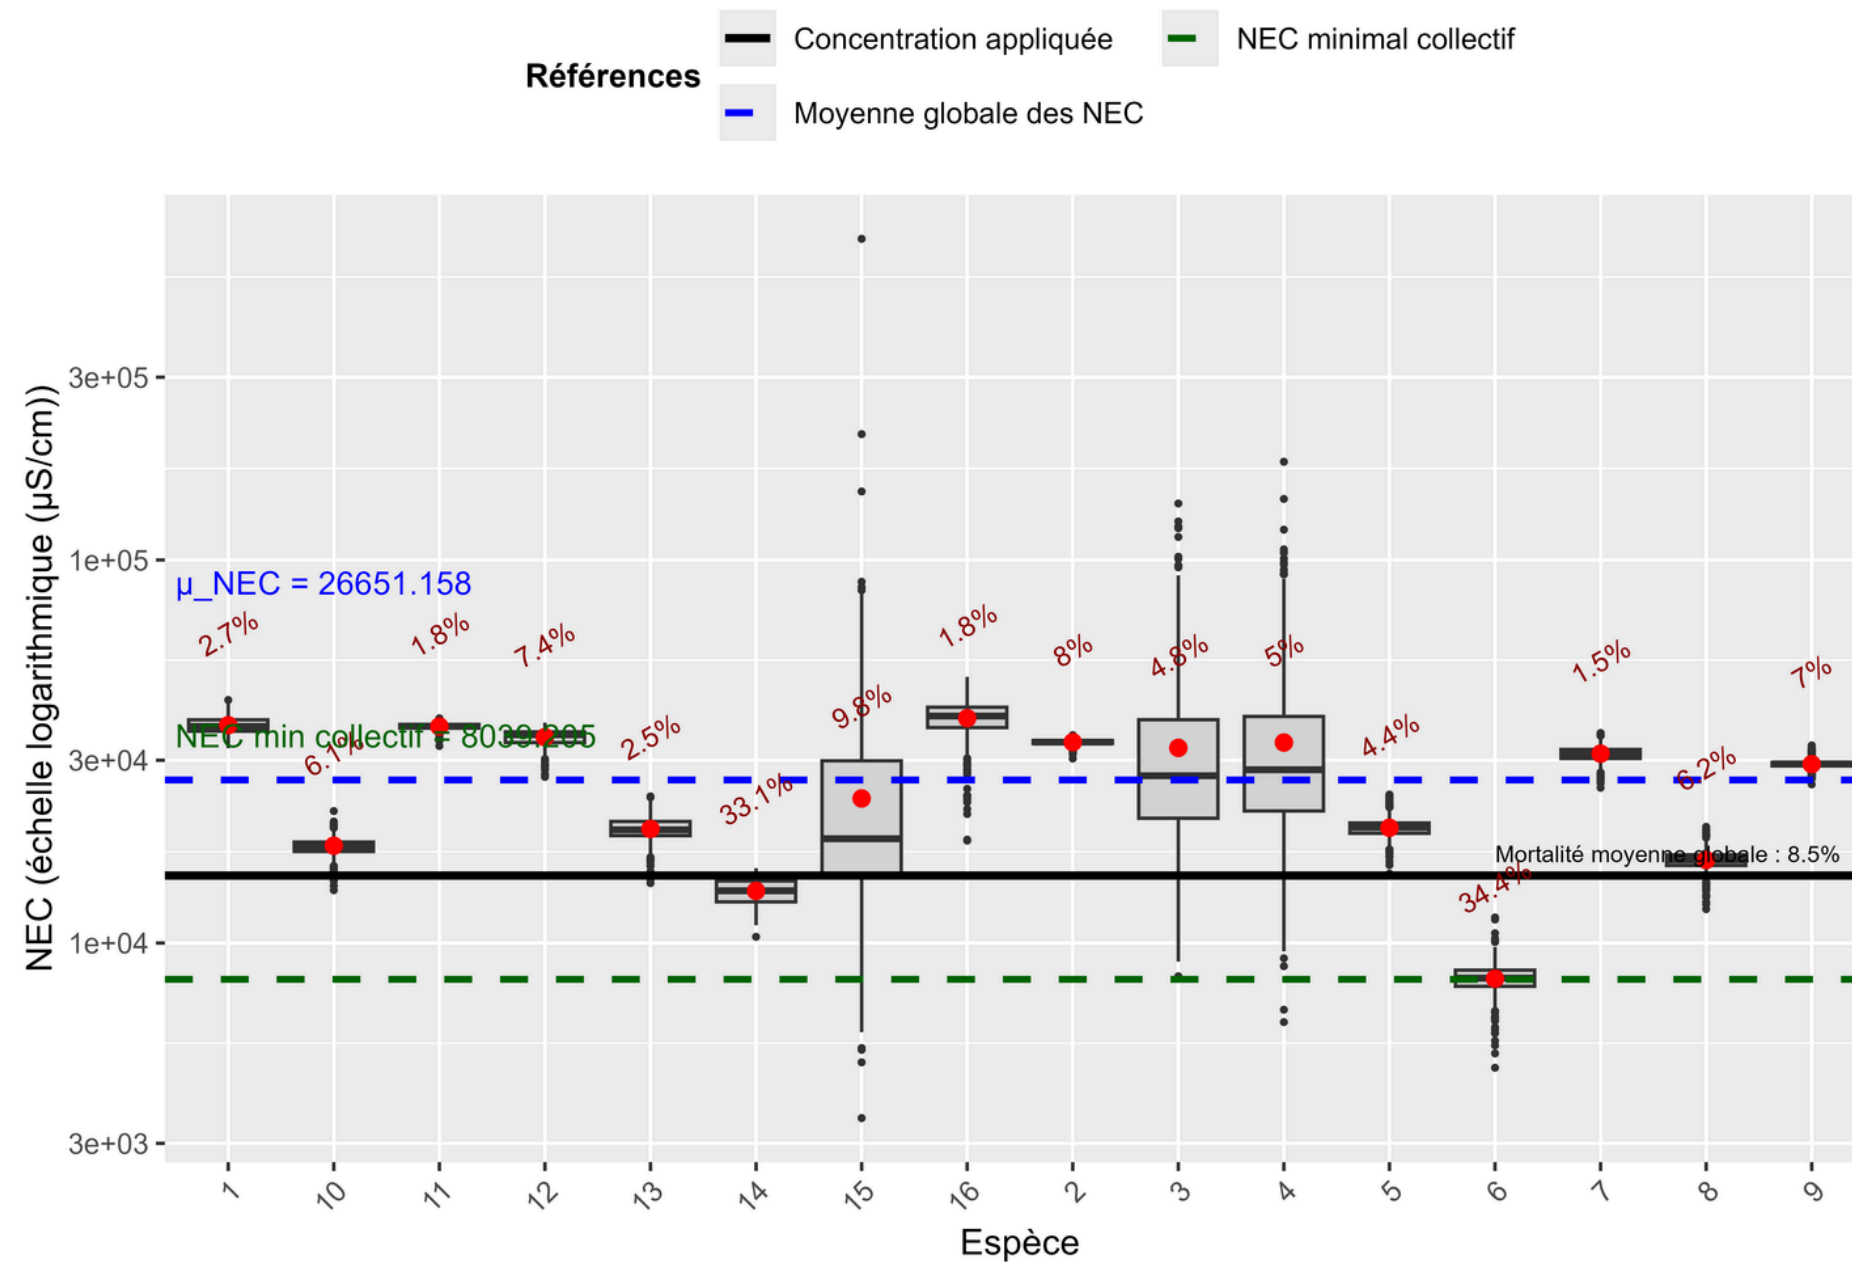 Références
Concentration appliquée
NEC minimal collectif
Moyenne globale des NEC
NEC (échelle logarithmique (µS/cm))
3e+05
1e+05
3e+04
1e+04
3e+03
µ_NEC = 26651.158
NEC min collectif = 8039.205
2.7%
6.1%
1.8%
7.4%
2.5%
33.1%
9.8%
1.8%
8%
4.8%
5%
4.4%
34.4%
1.5%
6.2%
7%
Mortalité moyenne globale : 8.5%
1
10
11
12
13
14
15
16
2
3
4
5
6
7
8
9
Espèce